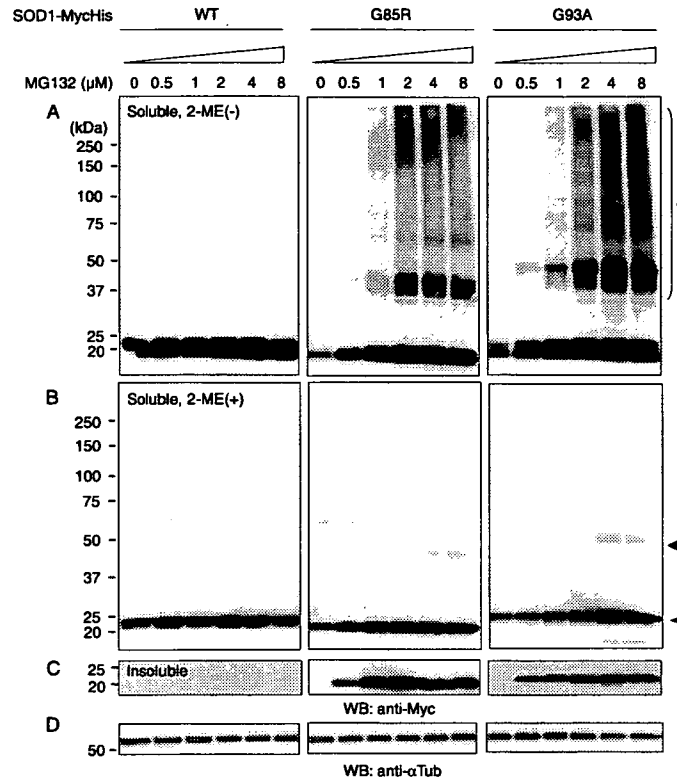 SOD1-MycHis WT G85R G93A
MG132 (µM) 0 0.5 1 2 4 8 0 0.5 1 2 4 8 0 0.5 1 2 4 8
A Soluble, 2-ME(-)
(kDa)
250
150
100
75
50
37
25
20
B Soluble, 2-ME(+)
250
150
100
75
50
37
25
20
C Insoluble
25
20
WB: anti-Myc
D
50
WB: anti-αTub